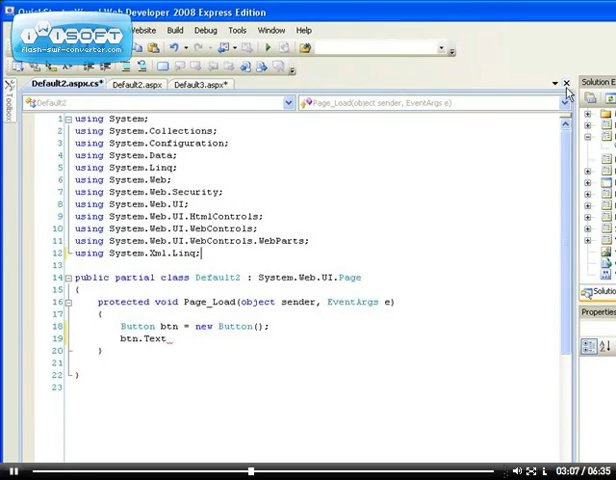 Visual Web Developer 2008 Express Edition
iWiSOFT
flash-swf-converter.com
Website Build Debug Tools Window Help
Default2.aspx.cs* Default2.aspx Default3.aspx*
Solution E
Toolbox
Default2
Page_Load(object sender, EventArgs e)
1 using System;
2 using System.Collections;
3 using System.Configuration;
4 using System.Data;
5 using System.Linq;
6 using System.Web;
7 using System.Web.Security;
8 using System.Web.UI;
9 using System.Web.UI.HtmlControls;
10 using System.Web.UI.WebControls;
11 using System.Web.UI.WebControls.WebParts;
12 using System.Xml.Linq;
13
14 public partial class Default2 : System.Web.UI.Page
15 {
16 protected void Page_Load(object sender, EventArgs e)
17 {
18 Button btn = new Button();
19 btn.Text
20 }
21
22 }
23
Solutio
Properties
03:07 / 06:35